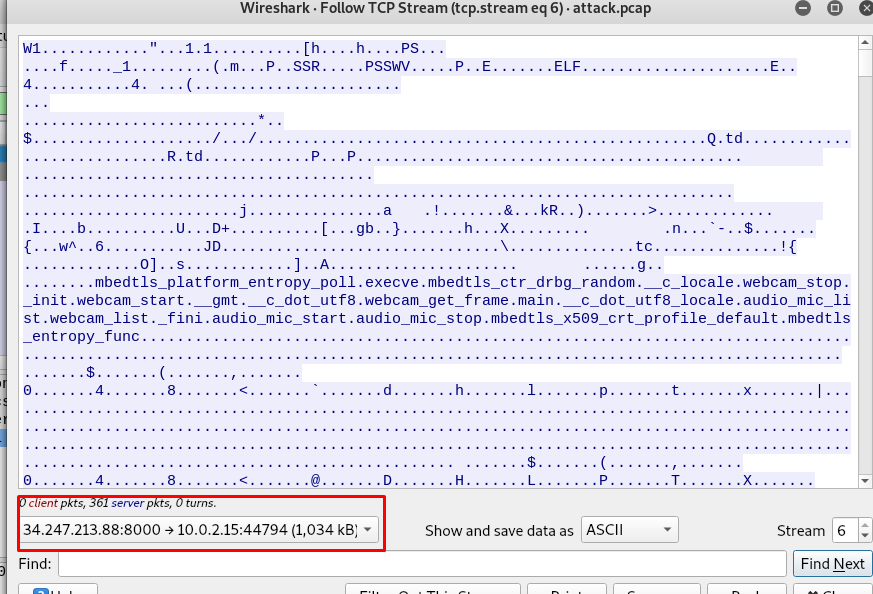 Wireshark · Follow TCP Stream (tcp.stream eq 6) · attack.pcap
W1............"...1.1..........[h....h....PS...
....f....._1.........(.m...P..SSR.....PSSWV.....P..E.......ELF.....................E..
4...........4. ...(.......................
...
..........................*..
$..................../.../..................................................Q.td............
................R.td............P...P...........................................
.......................................
...............................................................................
........................j...............a    .!.......&...kR..).......>.............
.I....b..........U...D+..........[...gb..}.......h...X.........        .n...`-..$.......
{...w^..6...........JD...............................\..............tc..............!{
.............O]..s............]..A.....................        ......g..
........mbedtls_platform_entropy_poll.execve.mbedtls_ctr_drbg_random.__c_locale.webcam_stop.
_init.webcam_start.__gmt.__c_dot_utf8.webcam_get_frame.main.__c_dot_utf8_locale.audio_mic_li
st.webcam_list._fini.audio_mic_start.audio_mic_stop.mbedtls_x509_crt_profile_default.mbedtls
_entropy_func...............................................................................
...........................................................................................
.......$.......(.......,.......
0.......4.......8.......<.......`.......d.......h.......l.......p.......t.......x.......|...
............................................................................................
............................................................................................
............................................................................................
................................................ .......$.......(.......,.......
0.......4.......8.......<.......@.......D.......H.......L.......P.......T.......X.......
0 client pkts, 361 server pkts, 0 turns.
34.247.213.88:8000 → 10.0.2.15:44794 (1,034 kB)
Show and save data as ASCII
Stream 6
Find:
Find Next